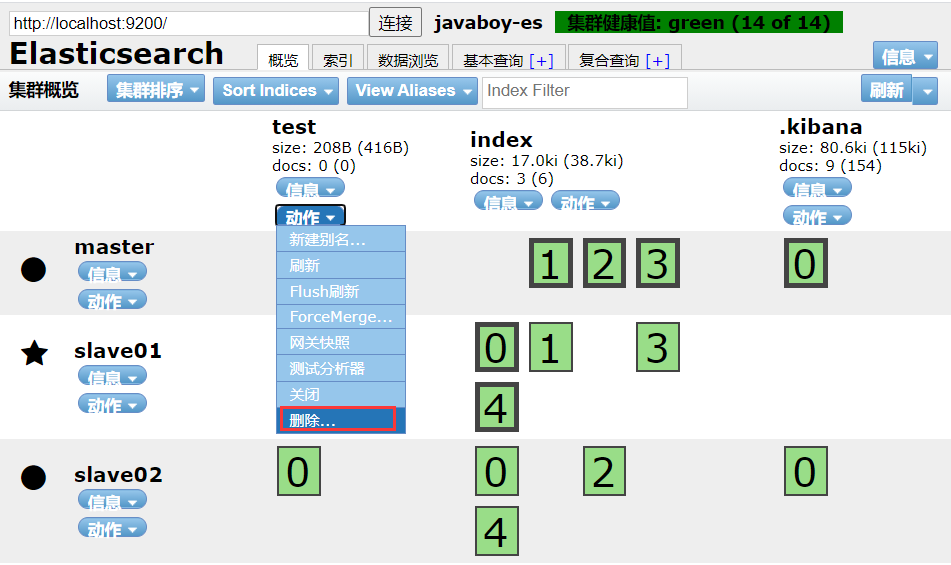 http://localhost:9200/ 连接 javaboy-es 集群健康值: green (14 of 14)
Elasticsearch 概览 索引 数据浏览 基本查询 [+] 复合查询 [+] 信息
集群概览 集群排序 Sort Indices View Aliases Index Filter 刷新
test index .kibana
size: 208B (416B) size: 17.0ki (38.7ki) size: 80.6ki (115ki)
docs: 0 (0) docs: 3 (6) docs: 9 (154)
信息 信息 动作 信息
动作 动作
新建别名...
刷新
Flush刷新
ForceMerge...
网关快照
测试分析器
关闭
删除...
master 1 2 3 0
信息
动作
slave01 0 1 3
信息
动作 4
slave02 0 0 2 0
信息
动作 4